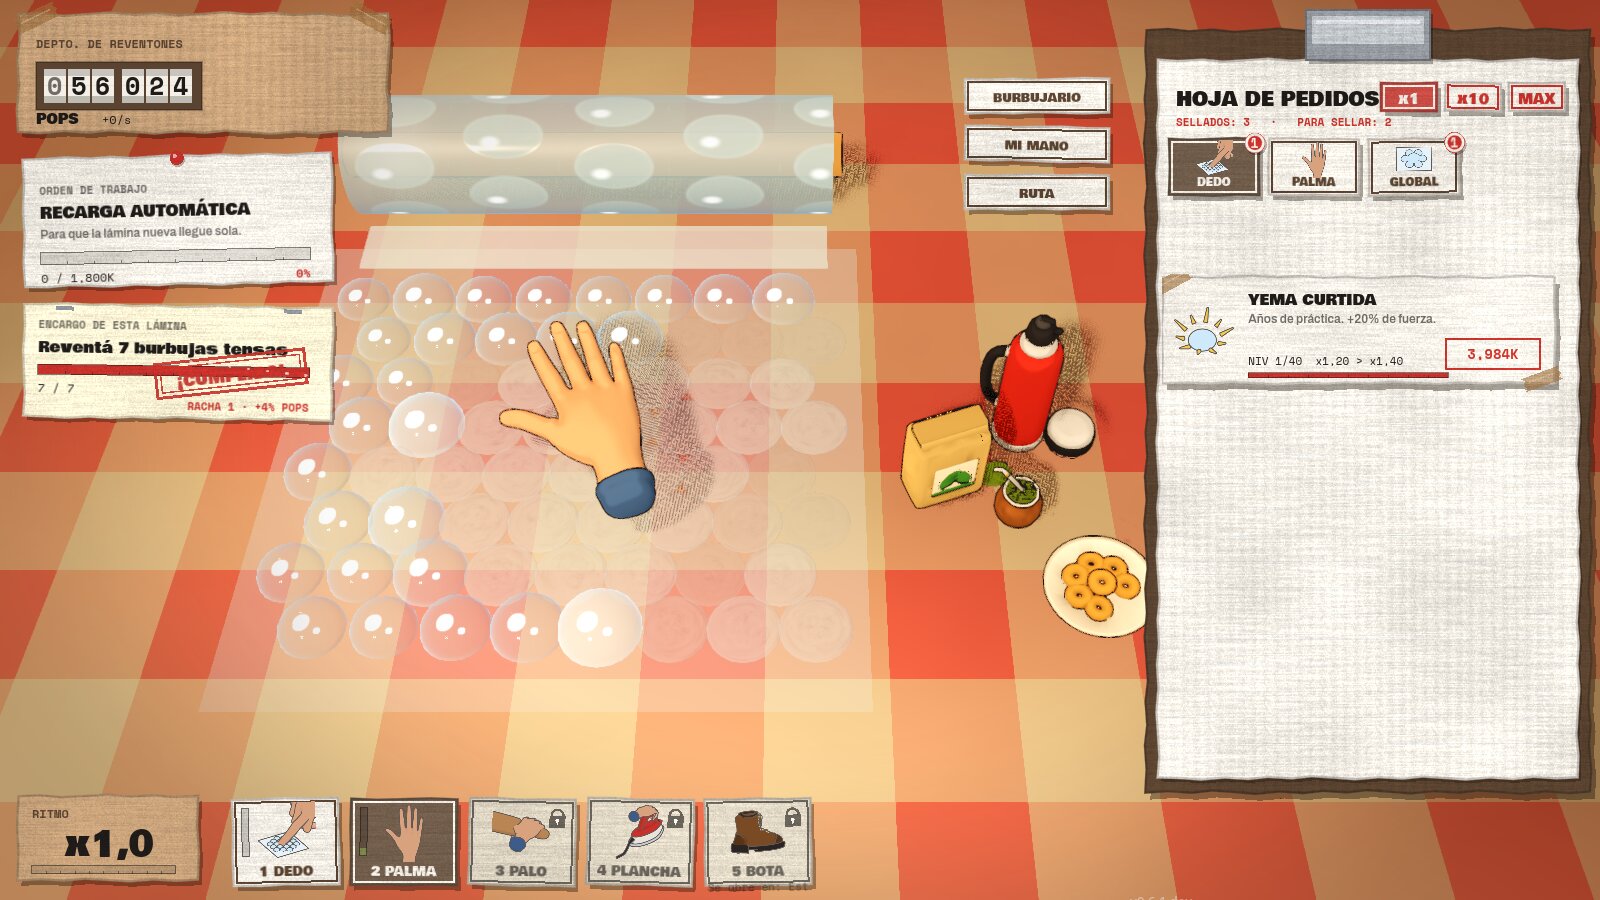 DEPTO. DE REVENTONES
056 024
POPS +0/s
ORDEN DE TRABAJO
RECARGA AUTOMÁTICA
Para que la lámina nueva llegue sola.
0 / 1.800K 0%
ENCARGO DE ESTA LÁMINA
Reventá 7 burbujas tensas
7 / 7
RACHA 1 · +4% POPS
BURBUJARIO
MI MANO
RUTA
HOJA DE PEDIDOS
x1 x10 MAX
SELLADOS: 3 · PARA SELLAR: 2
DEDO 1
PALMA
GLOBAL 1
YEMA CURTIDA
Años de práctica. +20% de fuerza.
NIV 1/40 x1,20 > x1,40
3.984K
RITMO
x1,0
1 DEDO
2 PALMA
3 PALO
4 PLANCHA
5 BOTA